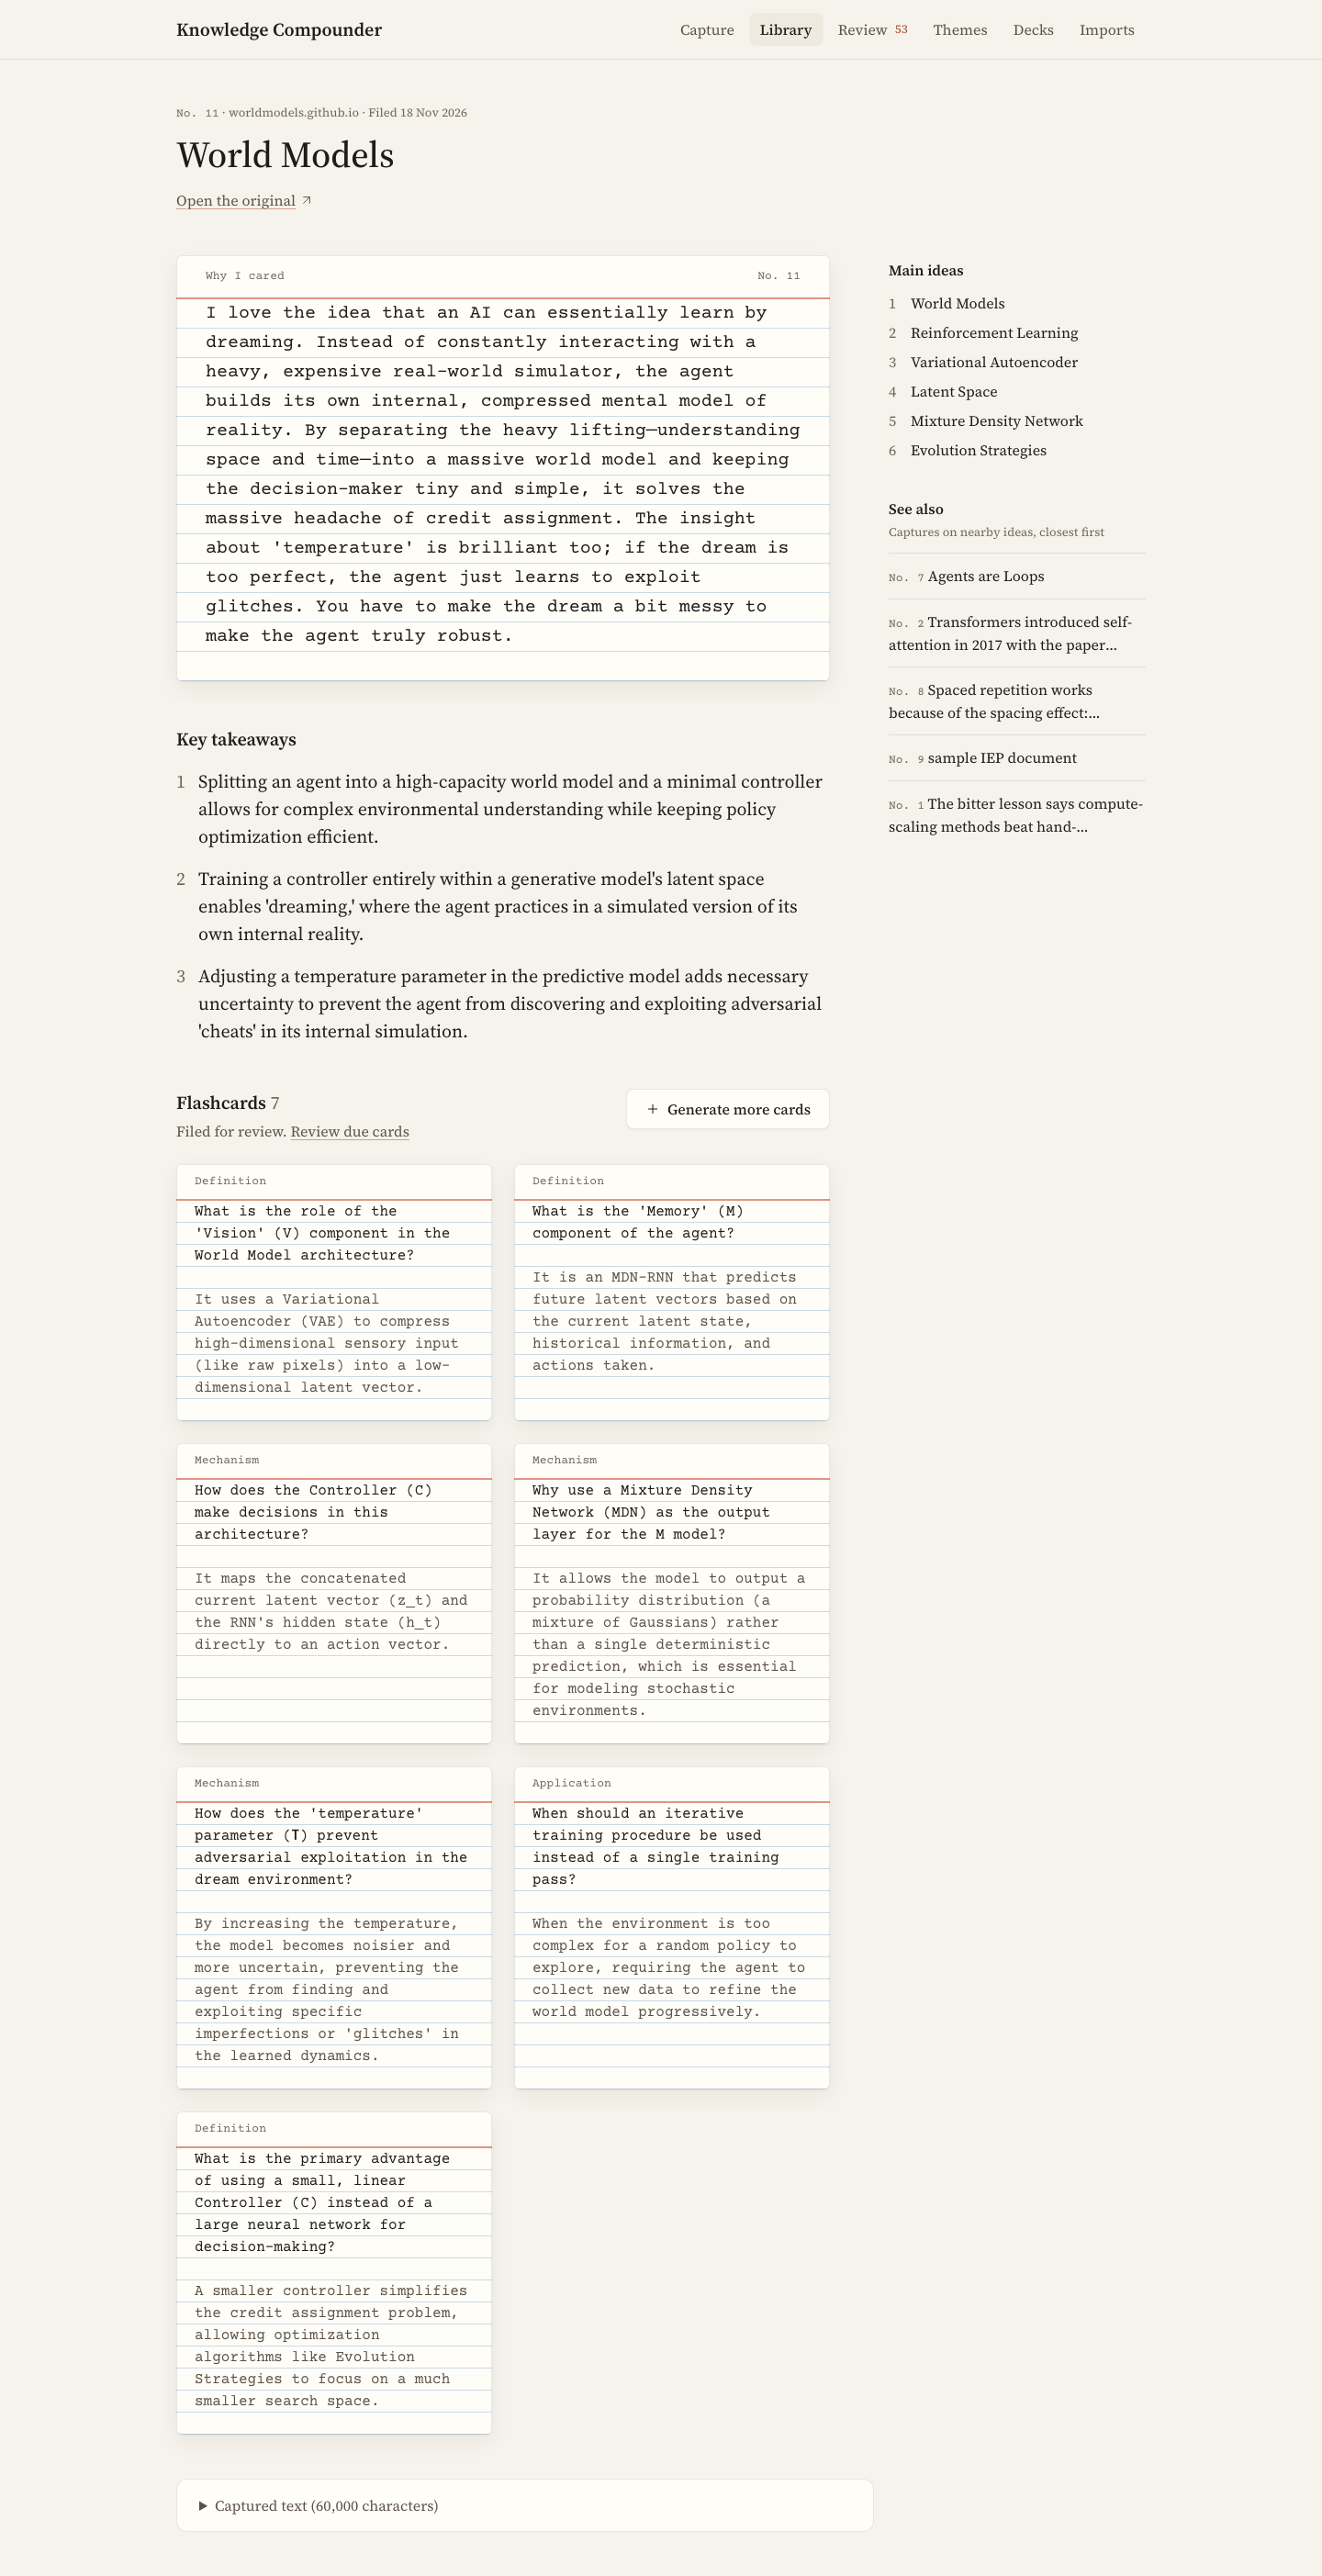 Knowledge Compounder
Capture Library Review 53 Themes Decks Imports
No. 11 · worldmodels.github.io · Filed 18 Nov 2026
World Models
Open the original ↗
Why I cared No. 11
I love the idea that an AI can essentially learn by
dreaming. Instead of constantly interacting with a
heavy, expensive real-world simulator, the agent
builds its own internal, compressed mental model of
reality. By separating the heavy lifting—understanding
space and time—into a massive world model and keeping
the decision-maker tiny and simple, it solves the
massive headache of credit assignment. The insight
about 'temperature' is brilliant too; if the dream is
too perfect, the agent just learns to exploit
glitches. You have to make the dream a bit messy to
make the agent truly robust.
Key takeaways
1 Splitting an agent into a high-capacity world model and a minimal controller
allows for complex environmental understanding while keeping policy
optimization efficient.
2 Training a controller entirely within a generative model's latent space
enables 'dreaming,' where the agent practices in a simulated version of its
own internal reality.
3 Adjusting a temperature parameter in the predictive model adds necessary
uncertainty to prevent the agent from discovering and exploiting adversarial
'cheats' in its internal simulation.
Flashcards 7
Filed for review. Review due cards
+ Generate more cards
Definition
What is the role of the
'Vision' (V) component in the
World Model architecture?
It uses a Variational
Autoencoder (VAE) to compress
high-dimensional sensory input
(like raw pixels) into a low-
dimensional latent vector.
Definition
What is the 'Memory' (M)
component of the agent?
It is an MDN-RNN that predicts
future latent vectors based on
the current latent state,
historical information, and
actions taken.
Mechanism
How does the Controller (C)
make decisions in this
architecture?
It maps the concatenated
current latent vector (z_t) and
the RNN's hidden state (h_t)
directly to an action vector.
Mechanism
Why use a Mixture Density
Network (MDN) as the output
layer for the M model?
It allows the model to output a
probability distribution (a
mixture of Gaussians) rather
than a single deterministic
prediction, which is essential
for modeling stochastic
environments.
Mechanism
How does the 'temperature'
parameter (T) prevent
adversarial exploitation in the
dream environment?
By increasing the temperature,
the model becomes noisier and
more uncertain, preventing the
agent from finding and
exploiting specific
imperfections or 'glitches' in
the learned dynamics.
Application
When should an iterative
training procedure be used
instead of a single training
pass?
When the environment is too
complex for a random policy to
explore, requiring the agent to
collect new data to refine the
world model progressively.
Definition
What is the primary advantage
of using a small, linear
Controller (C) instead of a
large neural network for
decision-making?
A smaller controller simplifies
the credit assignment problem,
allowing optimization
algorithms like Evolution
Strategies to focus on a much
smaller search space.
Captured text (60,000 characters)
Main ideas
1 World Models
2 Reinforcement Learning
3 Variational Autoencoder
4 Latent Space
5 Mixture Density Network
6 Evolution Strategies
See also
Captures on nearby ideas, closest first
No. 7 Agents are Loops
No. 2 Transformers introduced self-
attention in 2017 with the paper...
No. 8 Spaced repetition works
because of the spacing effect:...
No. 9 sample IEP document
No. 1 The bitter lesson says compute-
scaling methods beat hand-...